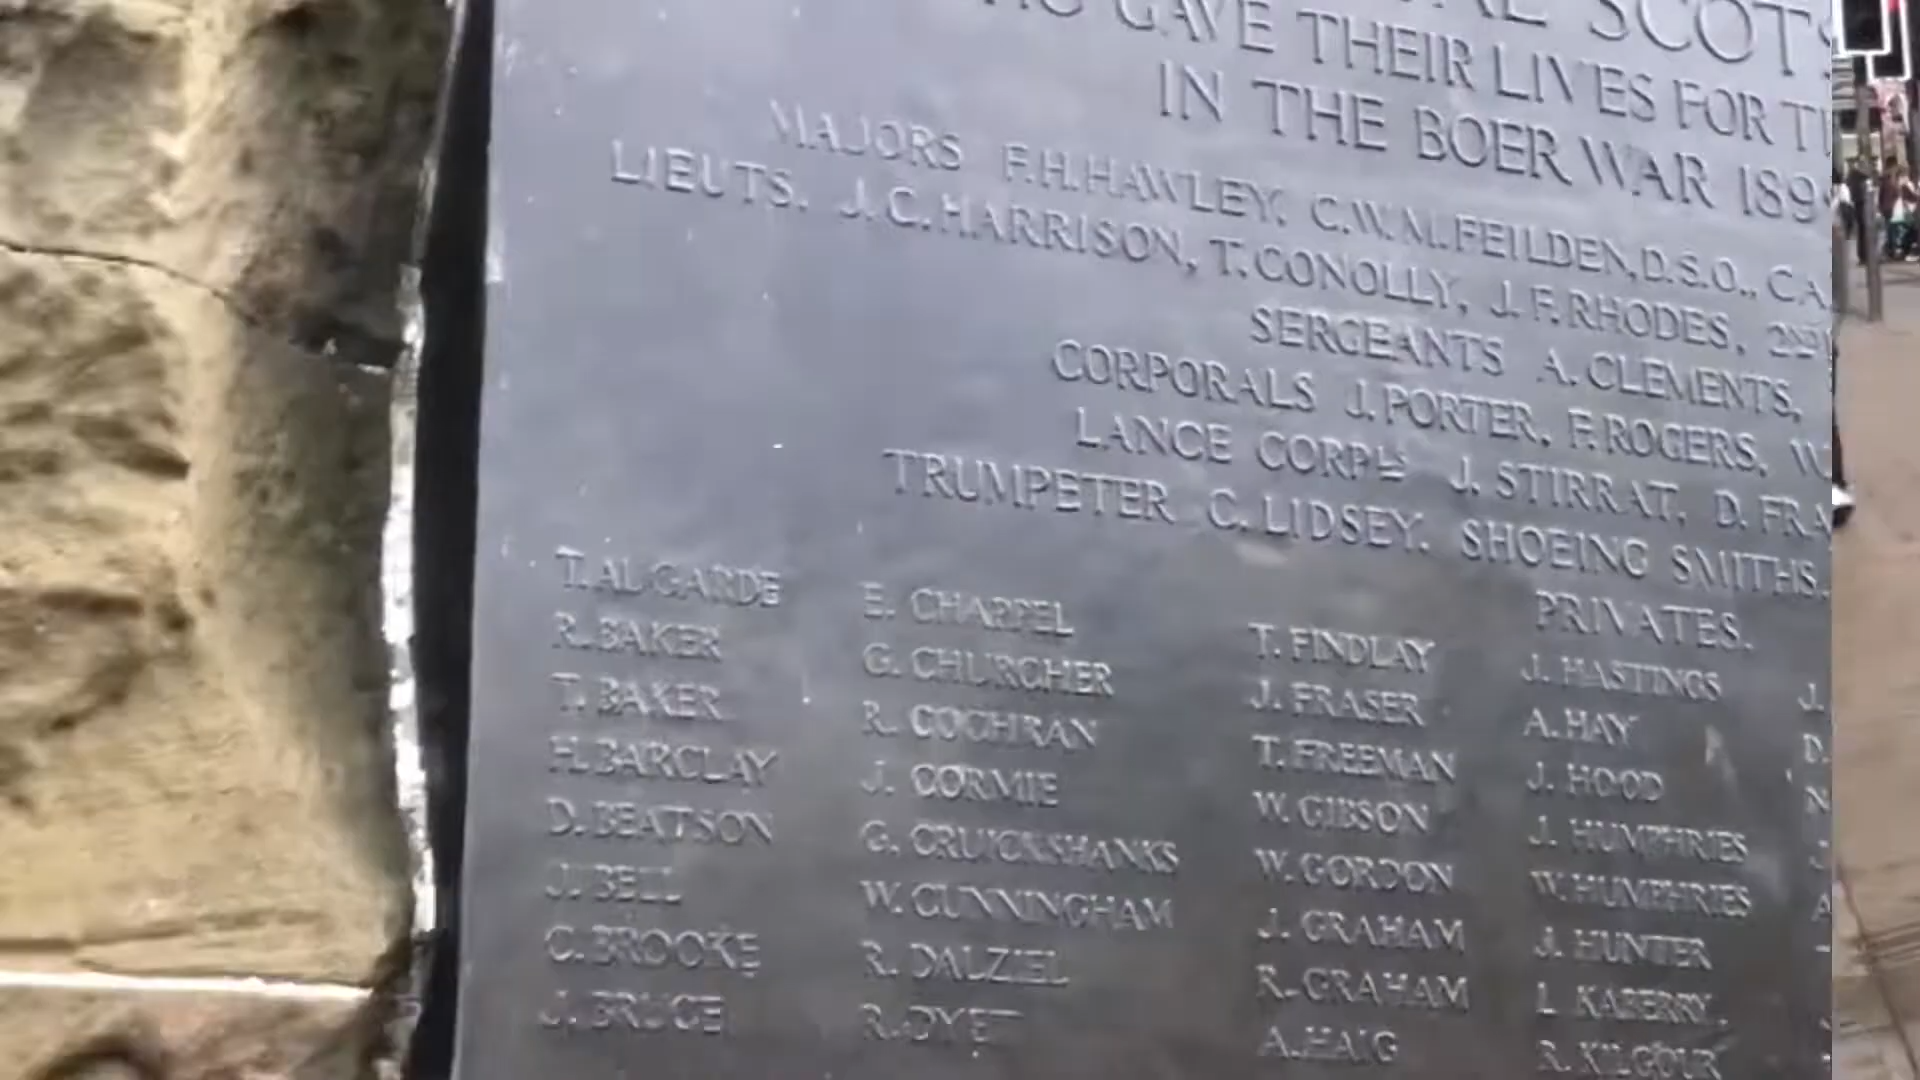 SCOTS
GAVE THEIR LIVES FOR
IN THE BOER WAR 189
MAJORS F.H.HAWLEY, C.W.M.FEILDEN,D.S.O.,
LIEUTS. J.C.HARRISON, T.CONOLLY, J.F.RHODES, 2ND
SERGEANTS A.CLEMENTS,
CORPORALS J.PORTER, F.ROGERS,
LANCE CORPLS J.STIRRAT, D.
TRUMPETER C.LIDSEY. SHOEING SMITHS.
PRIVATES.
T. ALGARDE
R. BAKER
T. BAKER
H. BARCLAY
D. BEATSON
J. BELL
C. BROOKE
J. BRUCE
E. CHAPPEL
G. CHURCHER
R. COCHRAN
J. CORMIE
G. CRUICKSHANKS
W. CUNNINGHAM
R. DALZIEL
R. DYET
T. FINDLAY
J. FRASER
T. FREEMAN
W. GIBSON
W. GORDON
J. GRAHAM
R. GRAHAM
A. HAIG
J. HASTINGS
A. HAY
J. HOOD
J. HUMPHRIES
W. HUMPHRIES
J. HUNTER
L. KABERRY
R. KILGOUR
J.
D.